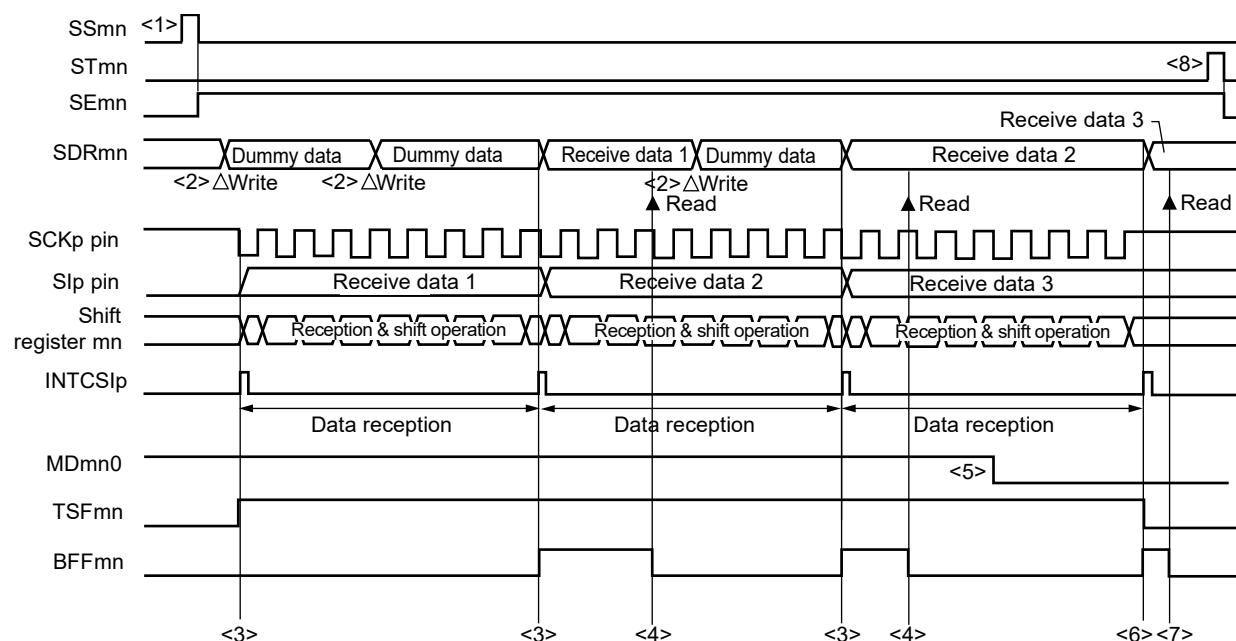 SSmn <1>
STmn <8>
SEmn
Receive data 3
SDRmn Dummy data Dummy data Receive data 1 Dummy data Receive data 2
<2> △Write <2> △Write <2> △Write
▲ Read ▲ Read ▲ Read
SCKp pin
SIp pin Receive data 1 Receive data 2 Receive data 3
Shift
register mn Reception & shift operation Reception & shift operation Reception & shift operation
INTCSIp
Data reception Data reception Data reception
MDmn0 <5>
TSFmn
BFFmn
<3> <3> <4> <3> <4> <6> <7>